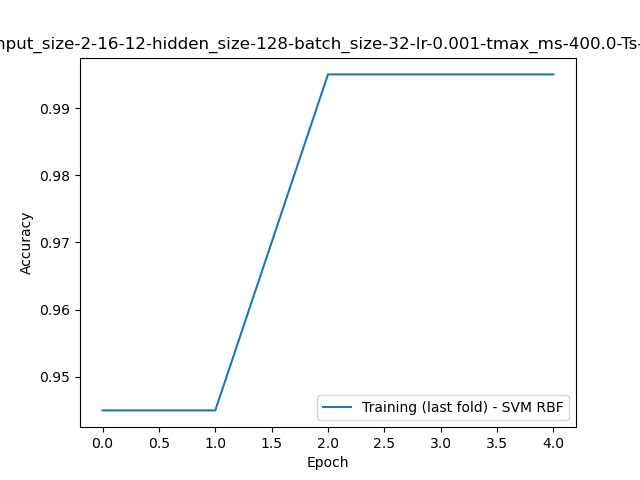 nput_size-2-16-12-hidden_size-128-batch_size-32-lr-0.001-tmax_ms-400.0-Ts-
0.99
0.98
0.97
0.96
0.95
Accuracy
Training (last fold) - SVM RBF
0.0 0.5 1.0 1.5 2.0 2.5 3.0 3.5 4.0
Epoch